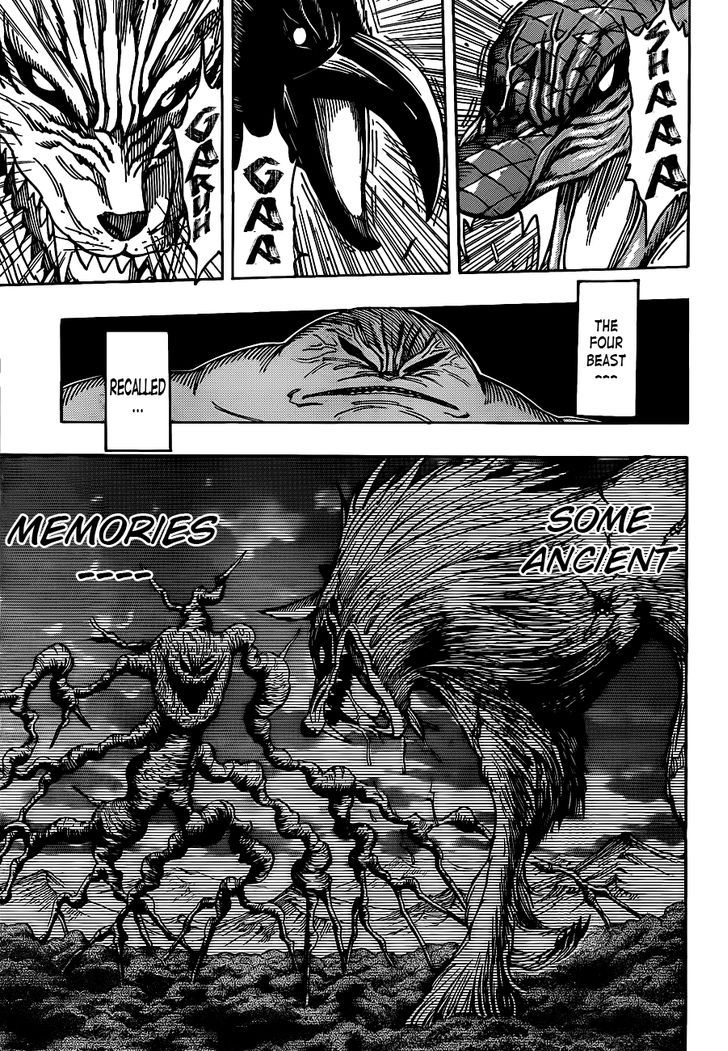 SHAAA
GAA
GARUH
THE
FOUR
BEAST
----
RECALLED
...
SOME
ANCIENT
MEMORIES
----